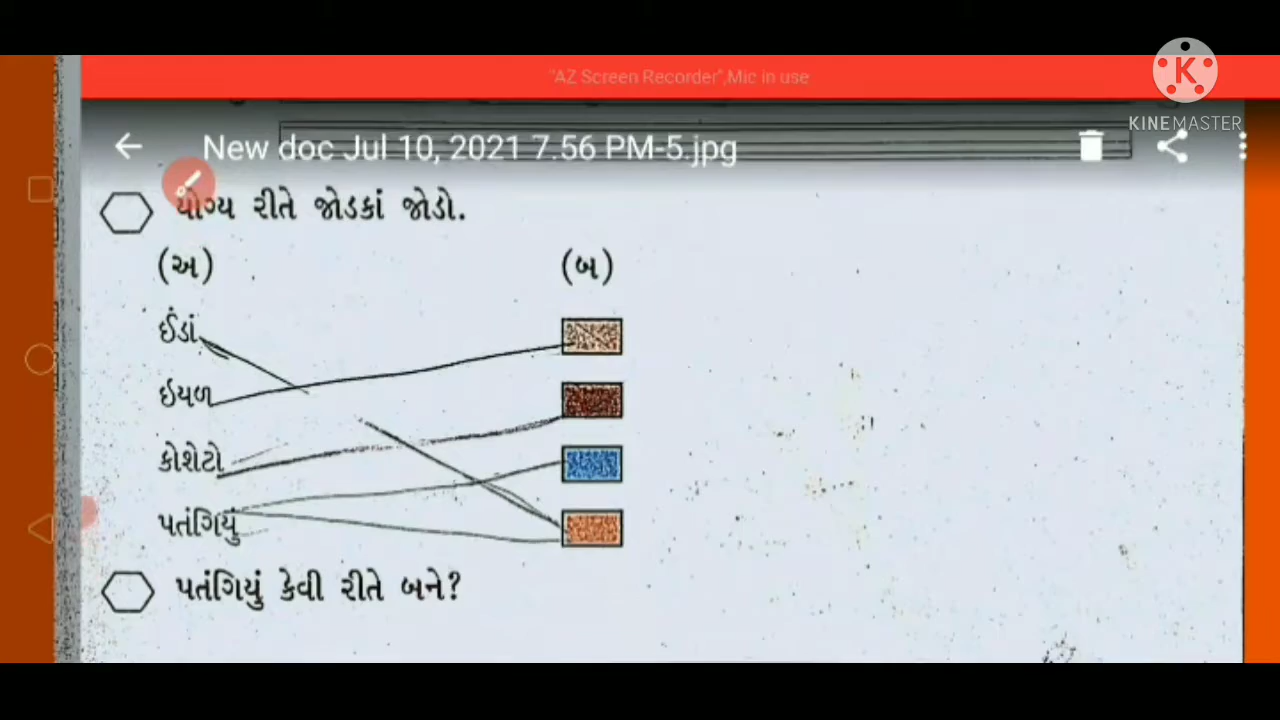 "AZ Screen Recorder",Mic in use
K
KINEMASTER
New doc Jul 10, 2021 7.56 PM-5.jpg
યોગ્ય રીતે જોડકાં જોડો.
(અ) (બ)
ઈંડાં
ઇયળ
કોશેટો
પતંગિયું
પતંગિયું કેવી રીતે બને?